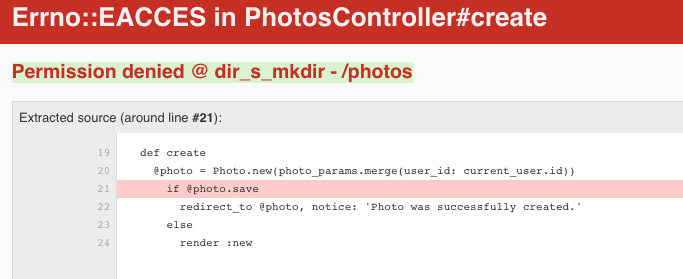 Errno::EACCES in PhotosController#create
Permission denied @ dir_s_mkdir - /photos
Extracted source (around line #21):
19 def create
20 @photo = Photo.new(photo_params.merge(user_id: current_user.id))
21 if @photo.save
22 redirect_to @photo, notice: 'Photo was successfully created.'
23 else
24 render :new